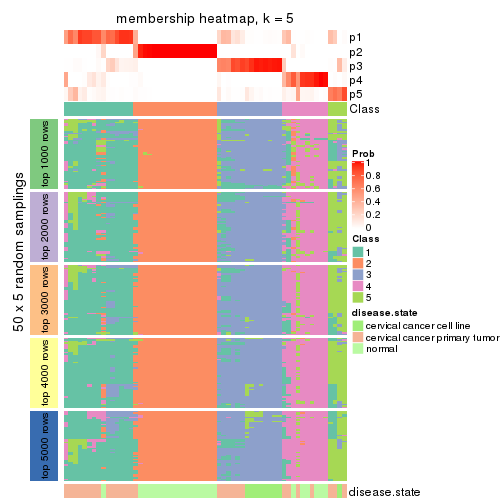 membership heatmap, k = 5
p1
p2
p3
p4
p5
Class
50 x 5 random samplings
top 1000 rows
top 2000 rows
top 3000 rows
top 4000 rows
top 5000 rows
disease.state
Prob
1
0.8
0.6
0.4
0.2
0
Class
1
2
3
4
5
disease.state
cervical cancer cell line
cervical cancer primary tumor
normal